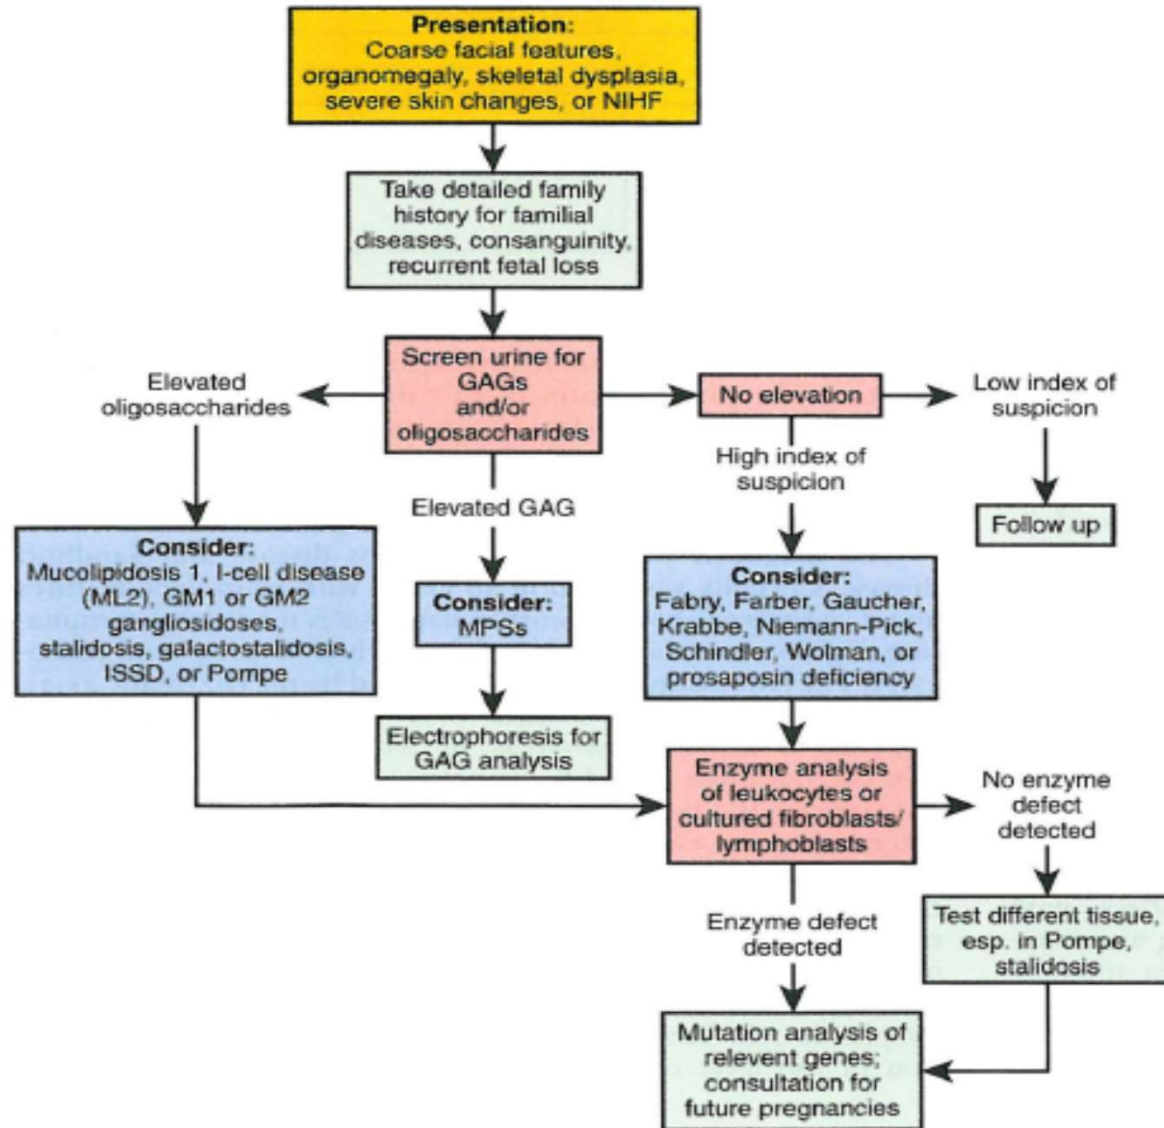 Presentation:
Coarse facial features,
organomegaly, skeletal dysplasia,
severe skin changes, or NIHF
Take detailed family
history for familial
diseases, consanguinity,
recurrent fetal loss
Screen urine for
GAGs
and/or
oligosaccharides
Elevated
oligosaccharides
No elevation
Low index of
suspicion
High index of
suspicion
Elevated GAG
Follow up
Consider:
Mucolipidosis 1, I-cell disease
(ML2), GM1 or GM2
gangliosidoses,
stalidosis, galactostalidosis,
ISSD, or Pompe
Consider:
MPSs
Consider:
Fabry, Farber, Gaucher,
Krabbe, Niemann-Pick,
Schindler, Wolman, or
prosaposin deficiency
Electrophoresis for
GAG analysis
Enzyme analysis
of leukocytes or
cultured fibroblasts/
lymphoblasts
No enzyme
defect
detected
Enzyme defect
detected
Test different tissue,
esp. in Pompe,
stalidosis
Mutation analysis of
relevent genes;
consultation for
future pregnancies